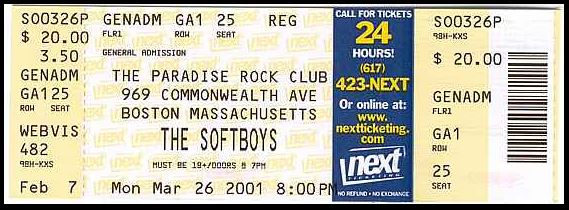 SOO326P GENADM GA1 25 REG
FLR1 ROW SEAT
$ 20.00
3.50 GENERAL ADMISSION
GENADM THE PARADISE ROCK CLUB
GA125 969 COMMONWEALTH AVE
ROW SEAT BOSTON MASSACHUSETTS
WEBVIS THE SOFTBOYS
482
98H-KXS MUST BE 19+/DOORS @ 7PM
Feb 7 Mon Mar 26 2001 8:00PM
CALL FOR TICKETS
24
HOURS!
(617)
423-NEXT
Or online at:
www.
nextticketing.
com
next
TICKETING
NO REFUND • NO EXCHANGE
SOO326P
98H-KXS
$ 20.00
GENADM
FLR1
GA1
ROW
25
SEAT